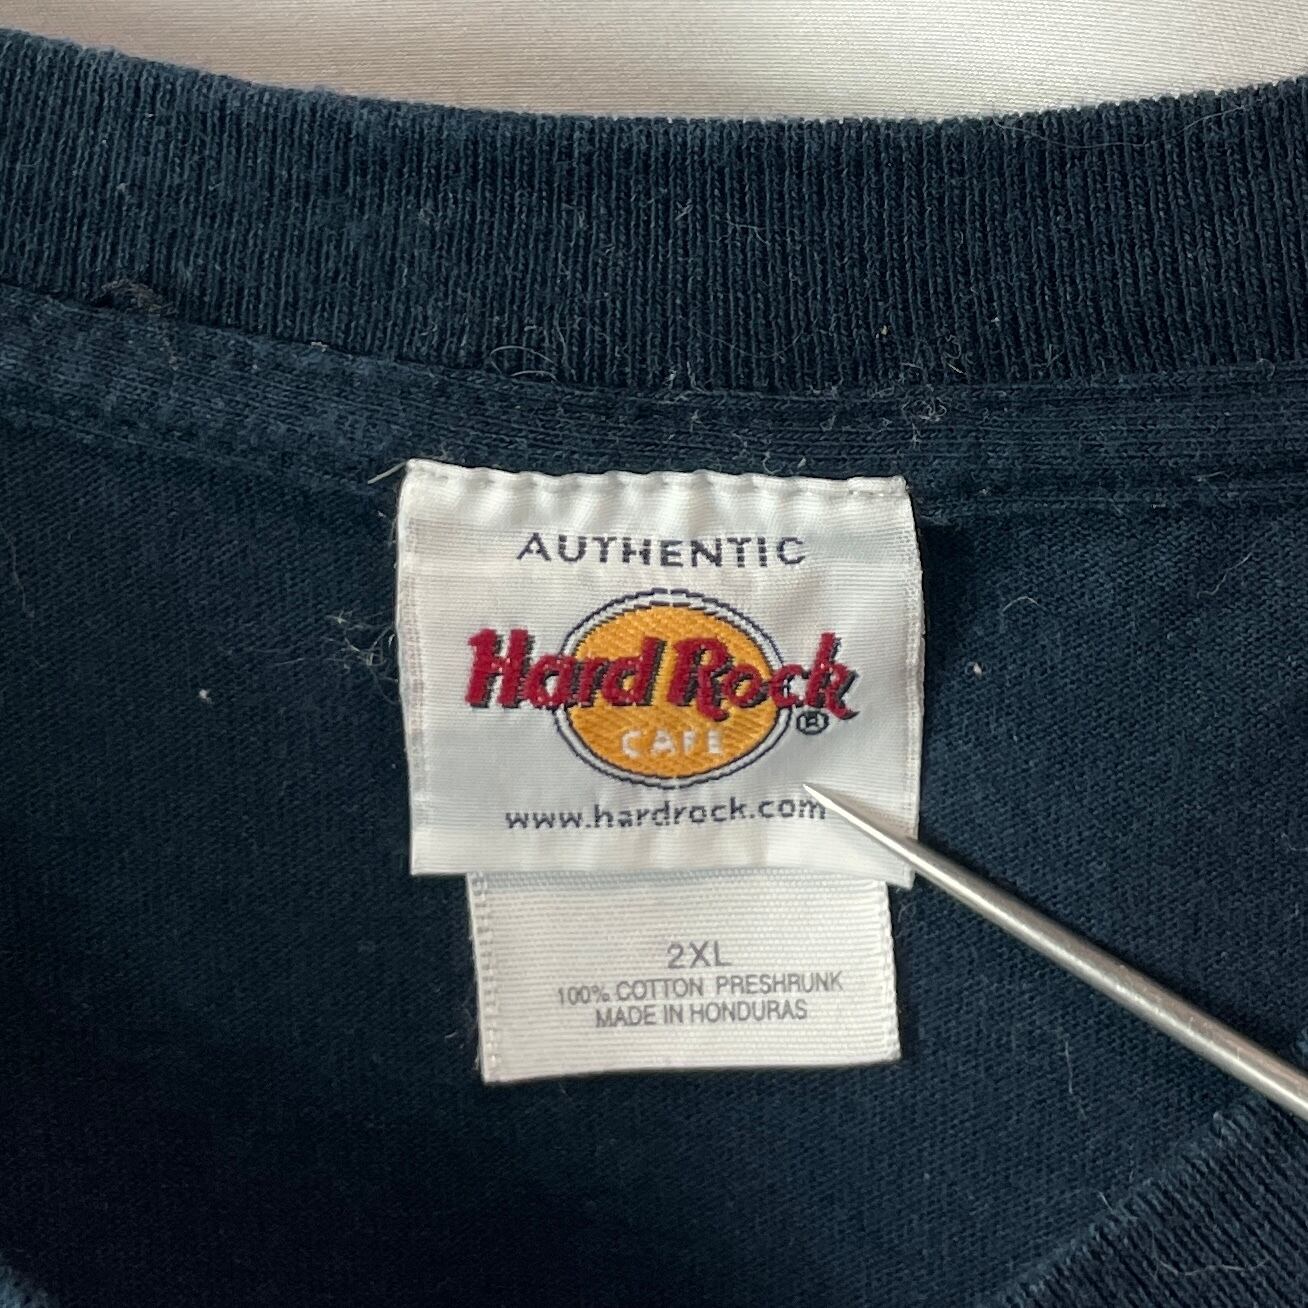 AUTHENTIC
Hard Rock ®
CAFE
www.hardrock.com
2XL
100% COTTON PRESHRUNK
MADE IN HONDURAS